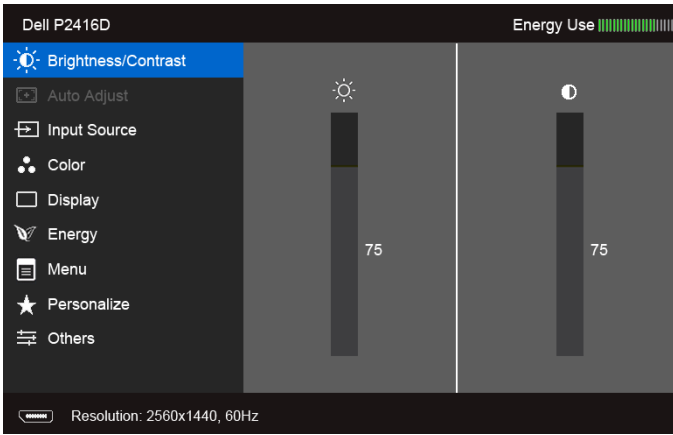 Dell P2416D
Energy Use
Brightness/Contrast
Auto Adjust
Input Source
Color
Display
Energy
Menu
Personalize
Others
75
75
Resolution: 2560x1440, 60Hz